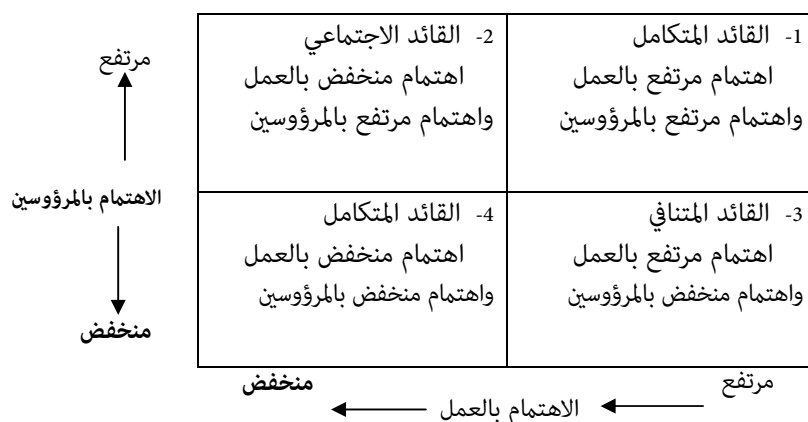 1- القائد المتكامل
اهتمام مرتفع بالعمل
واهتمام مرتفع بالمرؤوسين
2- القائد الاجتماعي
اهتمام منخفض بالعمل
واهتمام مرتفع بالمرؤوسين
مرتفع
الاهتمام بالمرؤوسين
منخفض
3- القائد المتنافي
اهتمام مرتفع بالعمل
واهتمام منخفض بالمرؤوسين
4- القائد المتكامل
اهتمام منخفض بالعمل
واهتمام منخفض بالمرؤوسين
مرتفع
منخفض
الاهتمام بالعمل